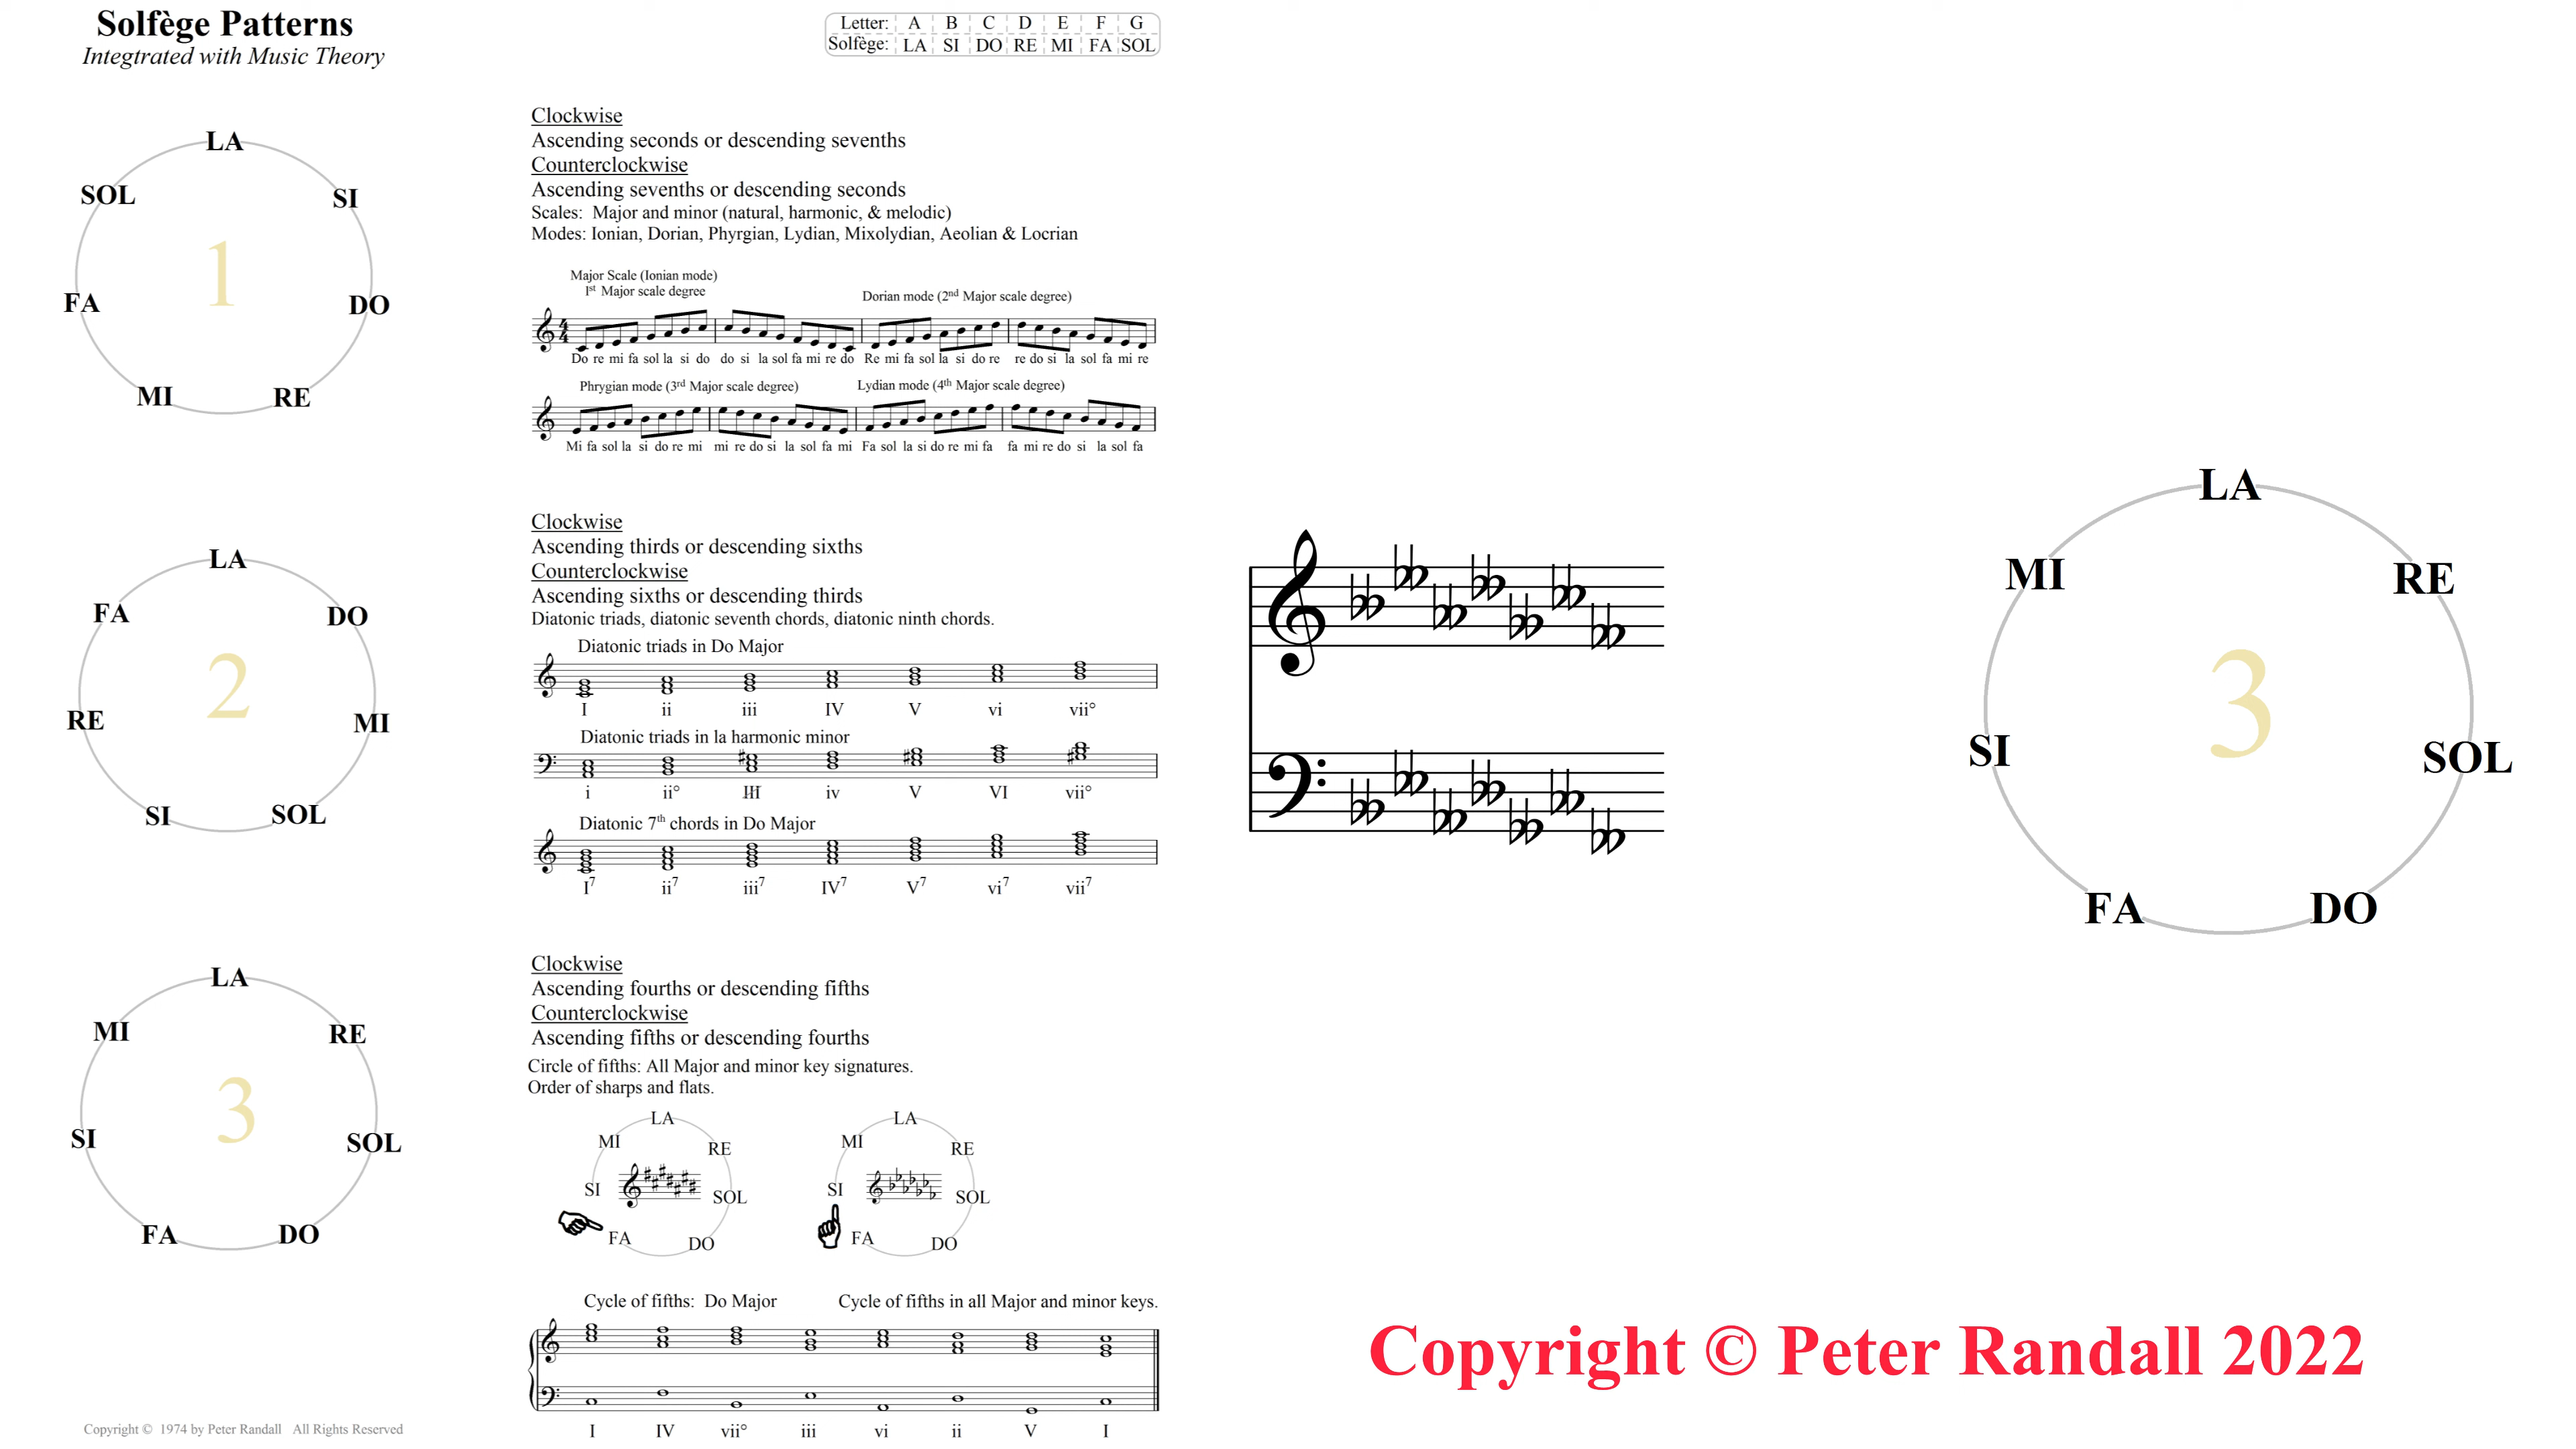 Solfège Patterns
Integtrated with Music Theory
Letter: A B C D E F G
Solfège: LA SI DO RE MI FA SOL
LA
SOL SI
1
FA DO
MI RE
Clockwise
Ascending seconds or descending sevenths
Counterclockwise
Ascending sevenths or descending seconds
Scales: Major and minor (natural, harmonic, & melodic)
Modes: Ionian, Dorian, Phyrgian, Lydian, Mixolydian, Aeolian & Locrian
Major Scale (Ionian mode)
1st Major scale degree
Dorian mode (2nd Major scale degree)
4
4
Do re mi fa sol la si do do si la sol fa mi re do Re mi fa sol la si do re re do si la sol fa mi re
Phrygian mode (3rd Major scale degree) Lydian mode (4th Major scale degree)
Mi fa sol la si do re mi mi re do si la sol fa mi Fa sol la si do re mi fa fa mi re do si la sol fa
LA
FA DO
2
RE MI
SI SOL
Clockwise
Ascending thirds or descending sixths
Counterclockwise
Ascending sixths or descending thirds
Diatonic triads, diatonic seventh chords, diatonic ninth chords.
Diatonic triads in Do Major
I ii iii IV V vi vii°
Diatonic triads in la harmonic minor
i ii° III iv V VI vii°
Diatonic 7th chords in Do Major
I7 ii7 iii7 IV7 V7 vi7 vii7
LA
MI RE
3
SI SOL
FA DO
Clockwise
Ascending fourths or descending fifths
Counterclockwise
Ascending fifths or descending fourths
Circle of fifths: All Major and minor key signatures.
Order of sharps and flats.
LA
MI RE
SI SOL
FA DO
LA
MI RE
SI SOL
FA DO
Cycle of fifths: Do Major Cycle of fifths in all Major and minor keys.
I IV vii° iii vi ii V I
Copyright © 1974 by Peter Randall All Rights Reserved
LA
MI RE
3
SI SOL
FA DO
Copyright © Peter Randall 2022